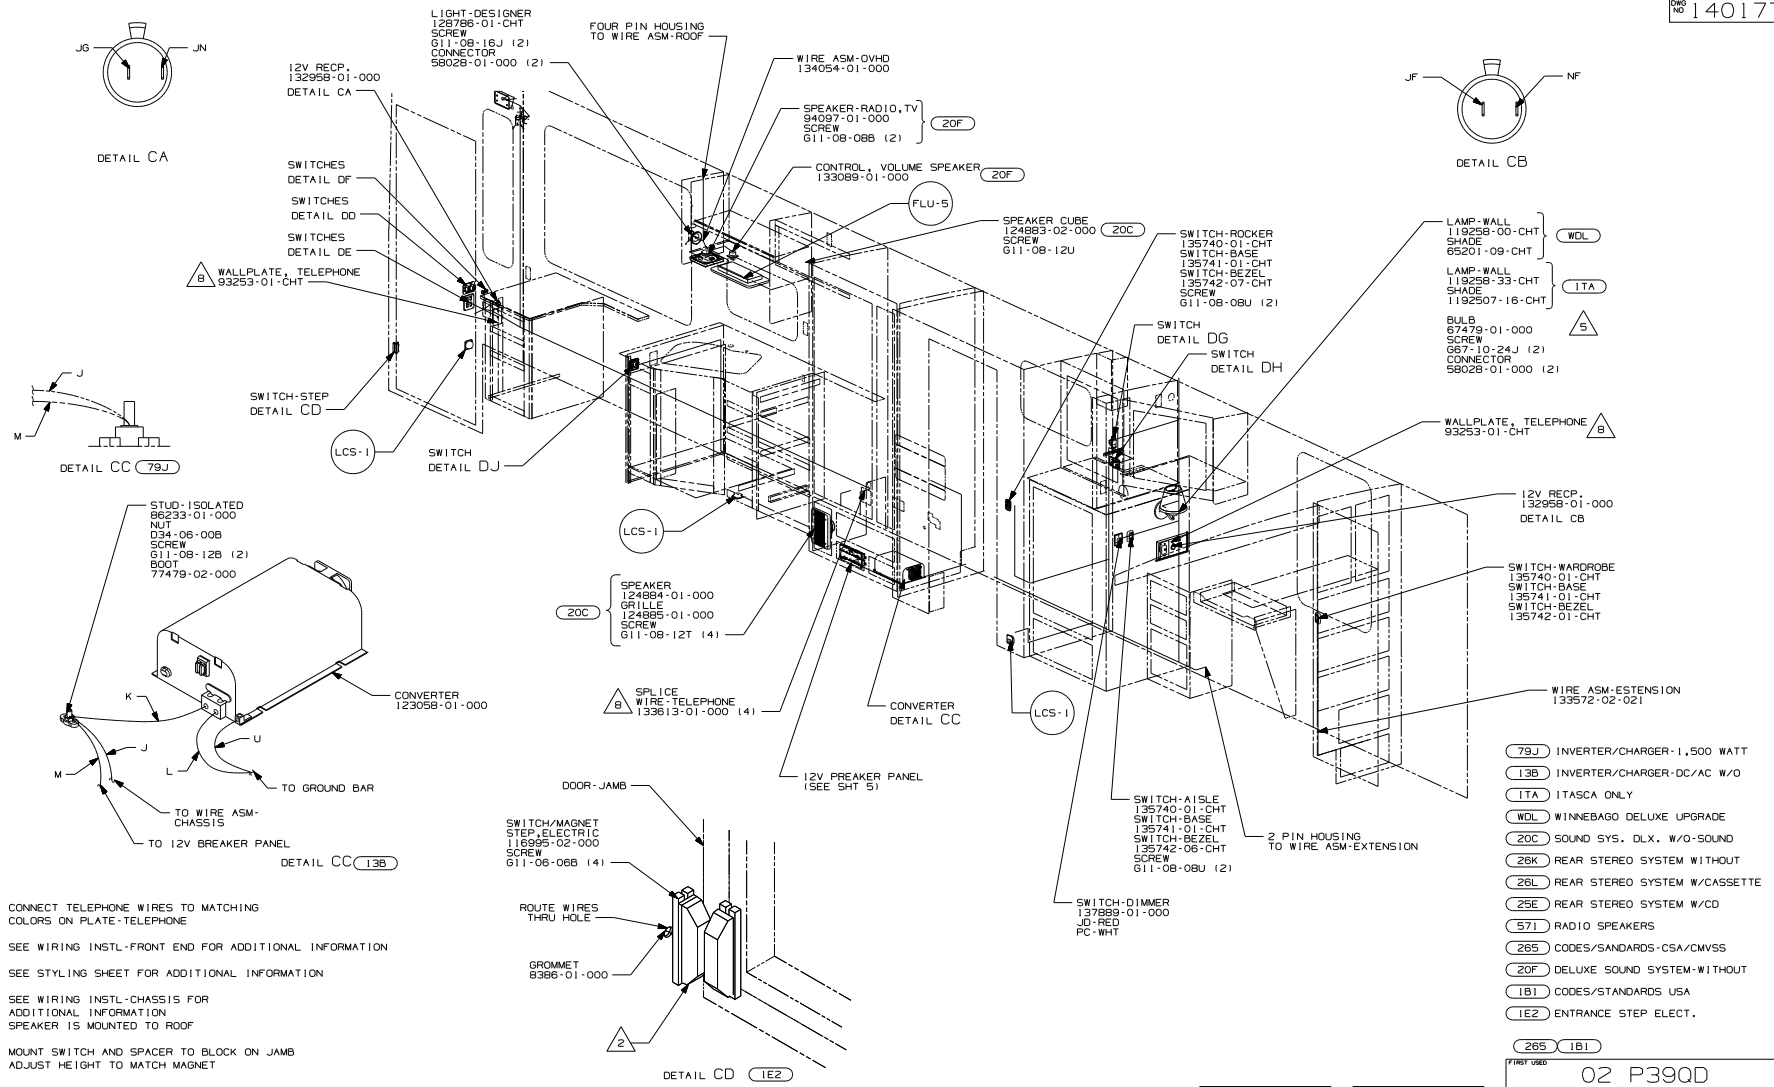 DWG NO 14017
JG
JN
DETAIL CA
LIGHT-DESIGNER
128786-01-CHT
SCREW
G11-08-16J (2)
CONNECTOR
58028-01-000 (2)
FOUR PIN HOUSING
TO WIRE ASM-ROOF
WIRE ASM-OVHD
134054-01-000
12V RECP.
132958-01-000
DETAIL CA
SPEAKER-RADIO,TV
94097-01-000
SCREW
G11-08-08B (2)
20F
CONTROL, VOLUME SPEAKER
133089-01-000
20F
FLU-5
JF
NF
DETAIL CB
SWITCHES
DETAIL DF
SWITCHES
DETAIL DD
SWITCHES
DETAIL DE
8
WALLPLATE, TELEPHONE
93253-01-CHT
SPEAKER CUBE
124883-02-000
20C
SCREW
G11-08-12U
SWITCH-ROCKER
135740-01-CHT
SWITCH-BASE
135741-01-CHT
SWITCH-BEZEL
135742-07-CHT
SCREW
G11-08-08U (2)
LAMP-WALL
119258-00-CHT
SHADE
65201-09-CHT
WDL
LAMP-WALL
119258-33-CHT
SHADE
1192507-16-CHT
1TA
BULB
67479-01-000
SCREW
G67-10-24J (2)
CONNECTOR
58028-01-000 (2)
5
SWITCH
DETAIL DG
SWITCH
DETAIL DH
J
M
DETAIL CC 79J
SWITCH-STEP
DETAIL CD
LCS-1
SWITCH
DETAIL DJ
WALLPLATE, TELEPHONE
93253-01-CHT
8
12V RECP.
132958-01-000
DETAIL CB
STUD-ISOLATED
86233-01-000
NUT
D34-06-00B
SCREW
G11-08-12B (2)
BOOT
77479-02-000
LCS-1
20C
SPEAKER
124884-01-000
GRILLE
124885-01-000
SCREW
G11-08-12T (4)
SWITCH-WARDROBE
135740-01-CHT
SWITCH-BASE
135741-01-CHT
SWITCH-BEZEL
135742-01-CHT
K
CONVERTER
123058-01-000
8
SPLICE
WIRE-TELEPHONE
133613-01-000 (4)
CONVERTER
DETAIL CC
LCS-1
WIRE ASM-ESTENSION
133572-02-021
J
U
M
L
TO GROUND BAR
TO WIRE ASM-
CHASSIS
TO 12V BREAKER PANEL
DETAIL CC 13B
12V PREAKER PANEL
(SEE SHT 5)
DOOR-JAMB
SWITCH/MAGNET
STEP,ELECTRIC
116995-02-000
SCREW
G11-06-06B (4)
ROUTE WIRES
THRU HOLE
GROMMET
8386-01-000
2
DETAIL CD 1E2
SWITCH-AISLE
135740-01-CHT
SWITCH-BASE
135741-01-CHT
SWITCH-BEZEL
135742-06-CHT
SCREW
G11-08-08U (2)
2 PIN HOUSING
TO WIRE ASM-EXTENSION
SWITCH-DIMMER
137889-01-000
JD-RED
PC-WHT
79J INVERTER/CHARGER-1,500 WATT
13B INVERTER/CHARGER-DC/AC W/O
1TA ITASCA ONLY
WDL WINNEBAGO DELUXE UPGRADE
20C SOUND SYS. DLX. W/Q-SOUND
26K REAR STEREO SYSTEM WITHOUT
26L REAR STEREO SYSTEM W/CASSETTE
25E REAR STEREO SYSTEM W/CD
571 RADIO SPEAKERS
265 CODES/SANDARDS-CSA/CMVSS
20F DELUXE SOUND SYSTEM-WITHOUT
1B1 CODES/STANDARDS USA
1E2 ENTRANCE STEP ELECT.
265 1B1
FIRST USED
02 P39QD
CONNECT TELEPHONE WIRES TO MATCHING
COLORS ON PLATE-TELEPHONE
SEE WIRING INSTL-FRONT END FOR ADDITIONAL INFORMATION
SEE STYLING SHEET FOR ADDITIONAL INFORMATION
SEE WIRING INSTL-CHASSIS FOR
ADDITIONAL INFORMATION
SPEAKER IS MOUNTED TO ROOF
MOUNT SWITCH AND SPACER TO BLOCK ON JAMB
ADJUST HEIGHT TO MATCH MAGNET